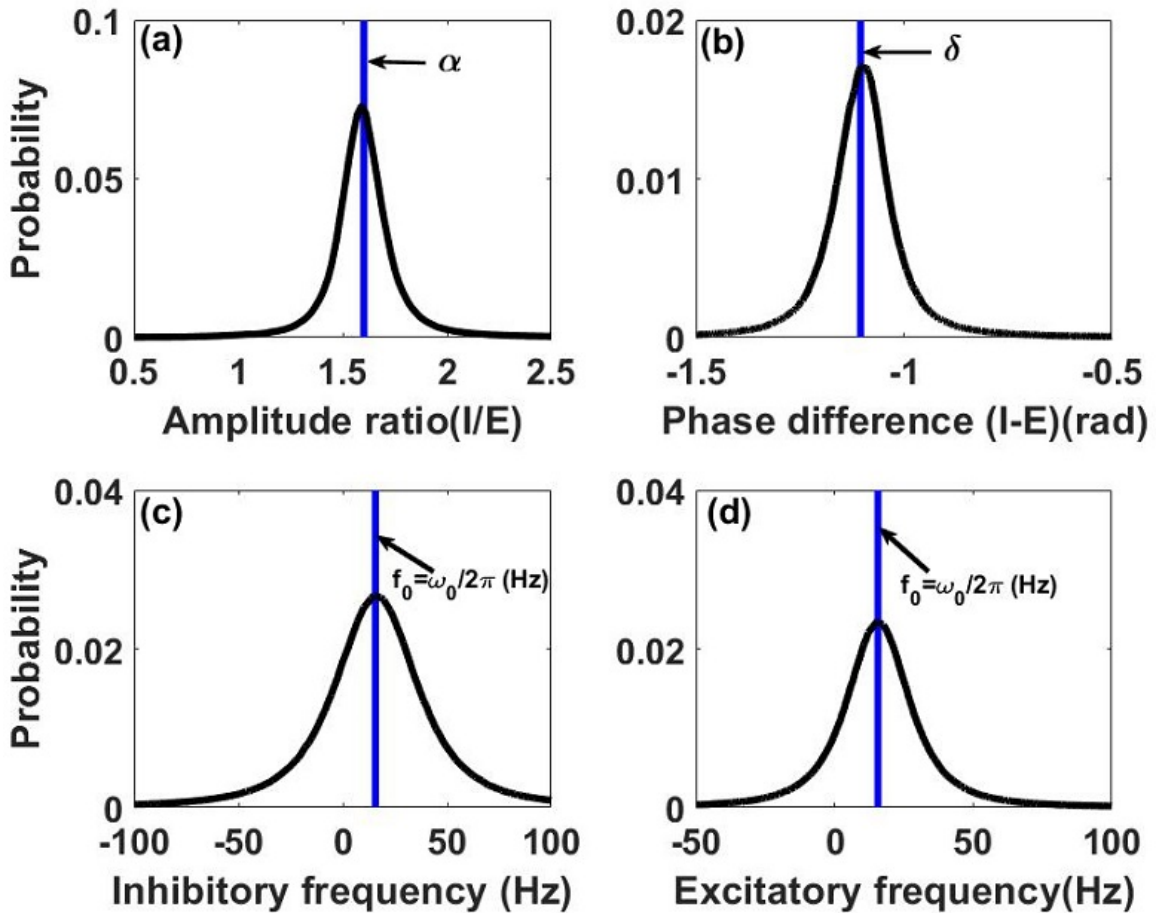 0.1
(a)
α
0.05
0
0.5 1 1.5 2 2.5
Probability
Amplitude ratio(I/E)
0.02
(b)
δ
0.01
0
-1.5 -1 -0.5
Phase difference (I-E)(rad)
0.04
(c)
f₀=ω₀/2π (Hz)
0.02
0
-100 -50 0 50 100
Probability
Inhibitory frequency (Hz)
0.04
(d)
f₀=ω₀/2π (Hz)
0.02
0
-50 0 50 100
Excitatory frequency(Hz)